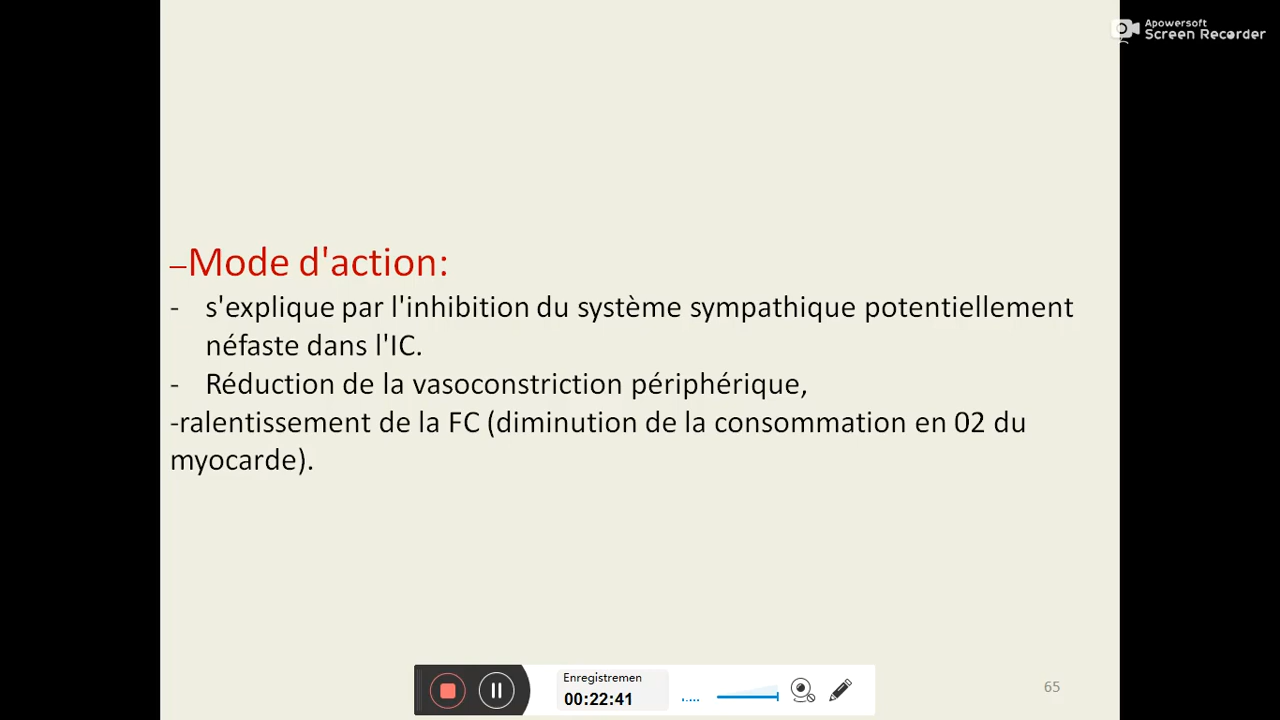 Apowersoft
Screen Recorder
–Mode d'action:
- s'explique par l'inhibition du système sympathique potentiellement
néfaste dans l'IC.
- Réduction de la vasoconstriction périphérique,
-ralentissement de la FC (diminution de la consommation en 02 du
myocarde).
Enregistremen
00:22:41
65